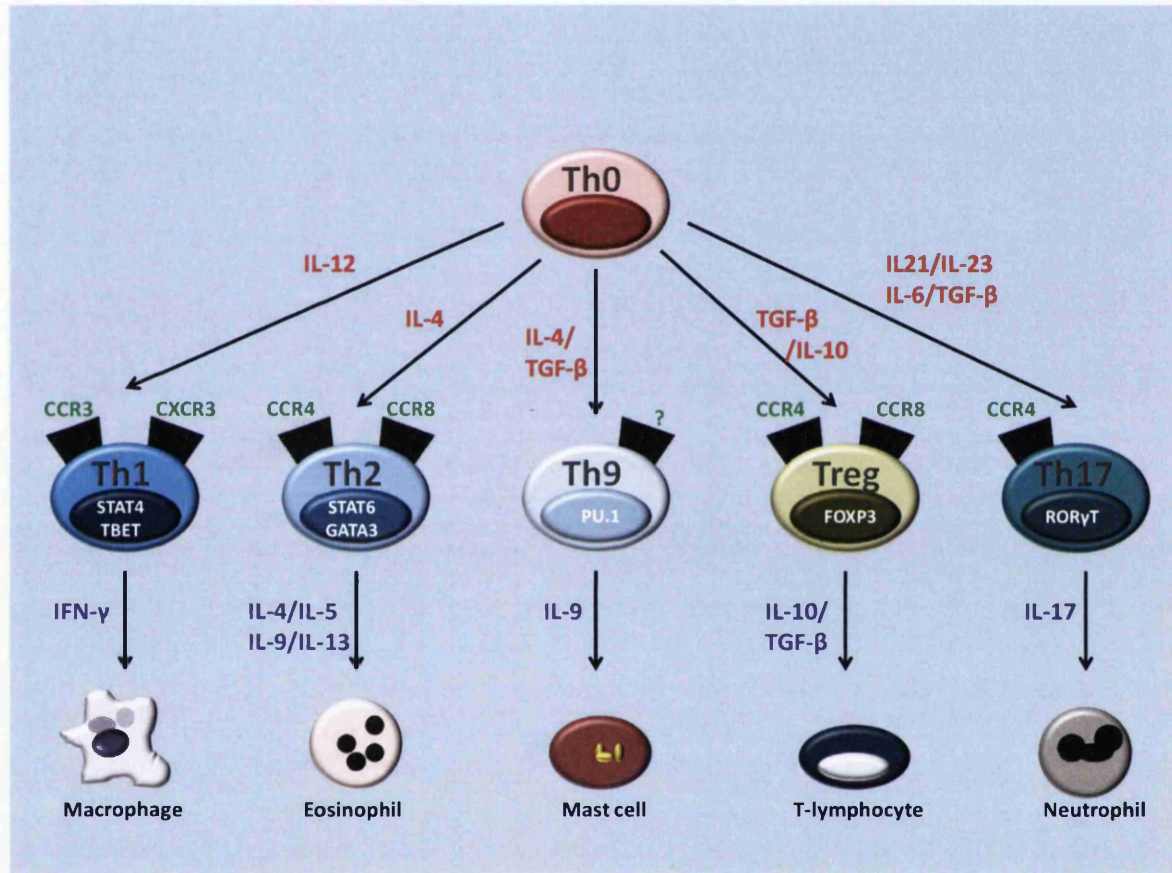 Th0
IL-12
IL-4
IL-4/
TGF-β
TGF-β
/IL-10
IL21/IL-23
IL-6/TGF-β
CCR3
CXCR3
CCR4
CCR8
?
CCR4
CCR8
CCR4
Th1
STAT4
TBET
Th2
STAT6
GATA3
Th9
PU.1
Treg
FOXP3
Th17
RORγT
IFN-γ
IL-4/IL-5
IL-9/IL-13
IL-9
IL-10/
TGF-β
IL-17
Macrophage
Eosinophil
Mast cell
T-lymphocyte
Neutrophil